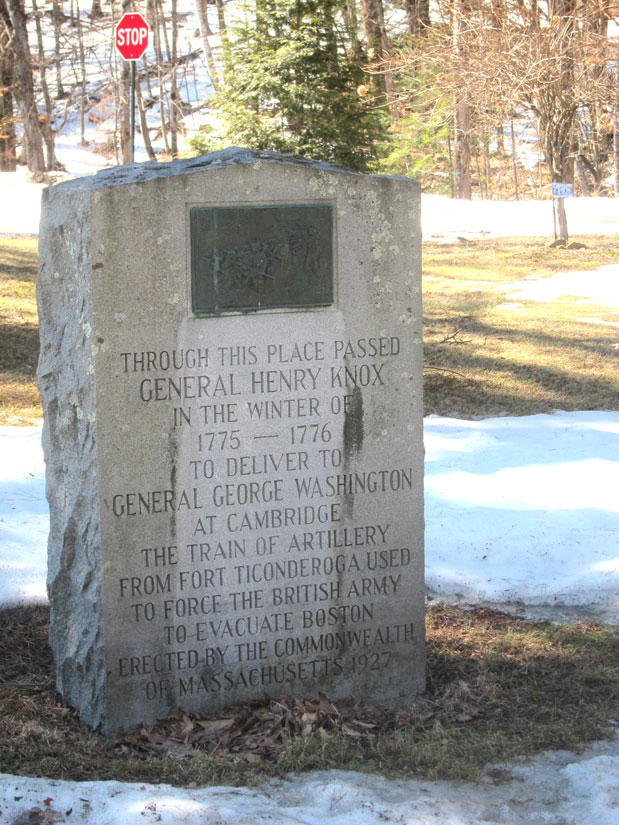 STOP
THROUGH THIS PLACE PASSED
GENERAL HENRY KNOX
IN THE WINTER OF
1775 — 1776
TO DELIVER TO
GENERAL GEORGE WASHINGTON
AT CAMBRIDGE
THE TRAIN OF ARTILLERY
FROM FORT TICONDEROGA USED
TO FORCE THE BRITISH ARMY
TO EVACUATE BOSTON
ERECTED BY THE COMMONWEALTH
OF MASSACHUSETTS 1927